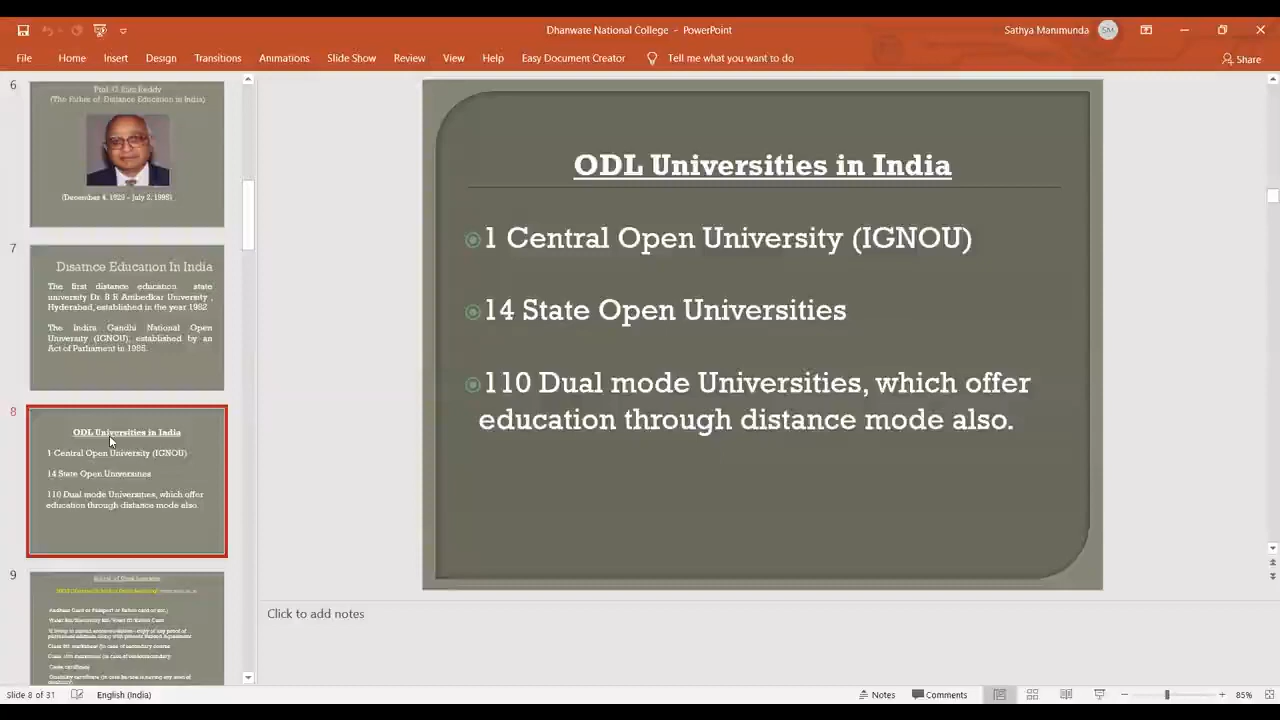 Dhanwate National College - PowerPoint
Sathya Manimunda
SM
File Home Insert Design Transitions Animations Slide Show Review View Help Easy Document Creator Tell me what you want to do
Share
6
(The Father of Distance Education in India)
7
Disatnce Education In India
The first distance education state
university Dr. B R Ambedkar University ,
Hyderabad, established in the year 1982
The Indira Gandhi National Open
University (IGNOU), established by an
Act of Parliament in 1985.
8
ODL Universities in India
1 Central Open University (IGNOU)
14 State Open Universities
110 Dual mode Universities, which offer
education through distance mode also.
9
ODL Universities in India
1 Central Open University (IGNOU)
14 State Open Universities
110 Dual mode Universities, which offer
education through distance mode also.
Click to add notes
Slide 8 of 31
English (India)
Notes
Comments
85%